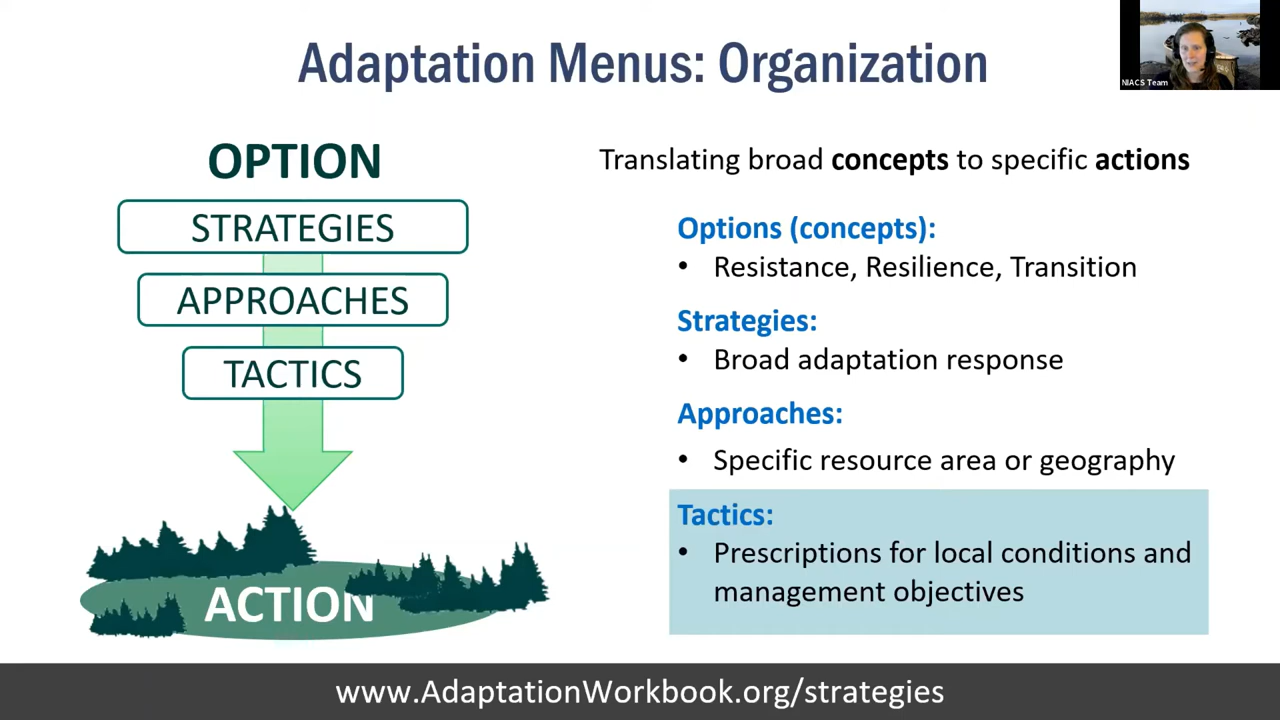 Adaptation Menus: Organization
NIACS Team
OPTION
STRATEGIES
APPROACHES
TACTICS
ACTION
Translating broad concepts to specific actions
Options (concepts):
• Resistance, Resilience, Transition
Strategies:
• Broad adaptation response
Approaches:
• Specific resource area or geography
Tactics:
• Prescriptions for local conditions and
management objectives
www.AdaptationWorkbook.org/strategies